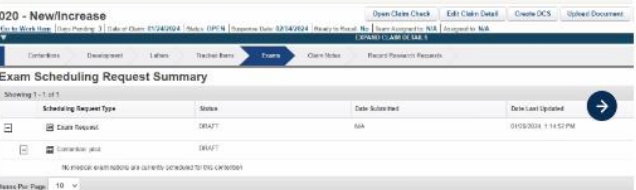 020 - New/Increase
Open Claim Check Edit Claim Detail Create DCS Upload Document
Go to Work Item Days Pending: 3 Date of Claim: 01/24/2024 Status: OPEN Suspense Date: 02/14/2024 Ready to Recall: No Team Assigned to: N/A Assigned to: N/A
EXPAND CLAIM DETAILS
Contentions Development Letters Tracked Items Exams Claim Notes Record Research Requests
Exam Scheduling Request Summary
Showing 1 - 1 of 1
Scheduling Request Type Status Date Submitted Date Last Updated
Exam Request DRAFT N/A 01/26/2024 1:14:52 PM
Contention: DRAFT
No medical examinations are currently scheduled for this contention
Items Per Page 10